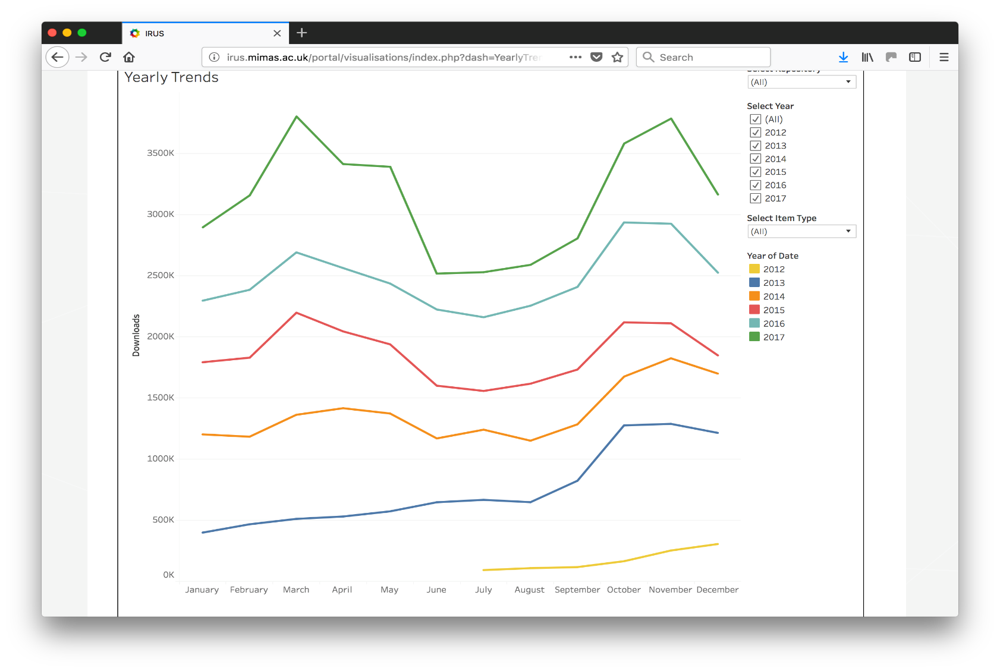 IRUS
irus.mimas.ac.uk/portal/visualisations/index.php?dash=YearlyTrer
Search
Yearly Trends
Select Repository
(All)
Select Year
(All)
2012
2013
2014
2015
2016
2017
Select Item Type
(All)
Year of Date
2012
2013
2014
2015
2016
2017
Downloads
3500K
3000K
2500K
2000K
1500K
1000K
500K
0K
January February March April May June July August September October November December